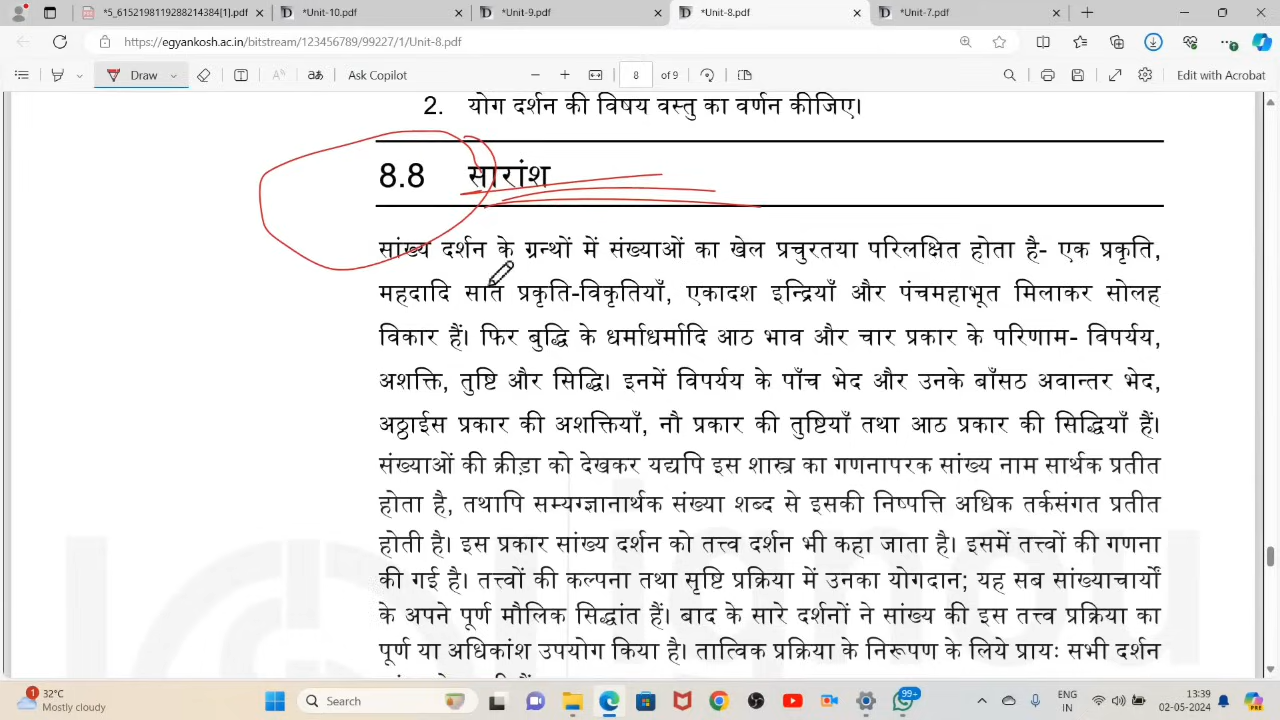 *5_6152198111498214384[1].pdf
*Unit-10.pdf
*Unit-9.pdf
*Unit-8.pdf
*Unit-7.pdf
https://egyankosh.ac.in/bitstream/123456789/99227/1/Unit-8.pdf
Draw
Ask Copilot
8 of 9
Edit with Acrobat
2. योग दर्शन की विषय वस्तु का वर्णन कीजिए।
8.8 सारांश
सांख्य दर्शन के ग्रन्थों में संख्याओं का खेल प्रचुरतया परिलक्षित होता है- एक प्रकृति,
महदादि सात प्रकृति-विकृतियाँ, एकादश इन्द्रियाँ और पंचमहाभूत मिलाकर सोलह
विकार हैं। फिर बुद्धि के धर्माधर्मादि आठ भाव और चार प्रकार के परिणाम- विपर्यय,
अशक्ति, तुष्टि और सिद्धि। इनमें विपर्यय के पाँच भेद और उनके बाँसठ अवान्तर भेद,
अठ्ठाईस प्रकार की अशक्तियाँ, नौ प्रकार की तुष्टियाँ तथा आठ प्रकार की सिद्धियाँ हैं।
संख्याओं की क्रीड़ा को देखकर यद्यपि इस शास्त्र का गणनापरक सांख्य नाम सार्थक प्रतीत
होता है, तथापि सम्यग्ज्ञानार्थक संख्या शब्द से इसकी निष्पत्ति अधिक तर्कसंगत प्रतीत
होती है। इस प्रकार सांख्य दर्शन को तत्त्व दर्शन भी कहा जाता है। इसमें तत्त्वों की गणना
की गई है। तत्त्वों की कल्पना तथा सृष्टि प्रक्रिया में उनका योगदान; यह सब सांख्याचार्यों
के अपने पूर्ण मौलिक सिद्धांत हैं। बाद के सारे दर्शनों ने सांख्य की इस तत्त्व प्रक्रिया का
पूर्ण या अधिकांश उपयोग किया है। तात्विक प्रक्रिया के निरूपण के लिये प्रायः सभी दर्शन
32°C
Mostly cloudy
Search
99+
ENG
IN
13:39
02-05-2024